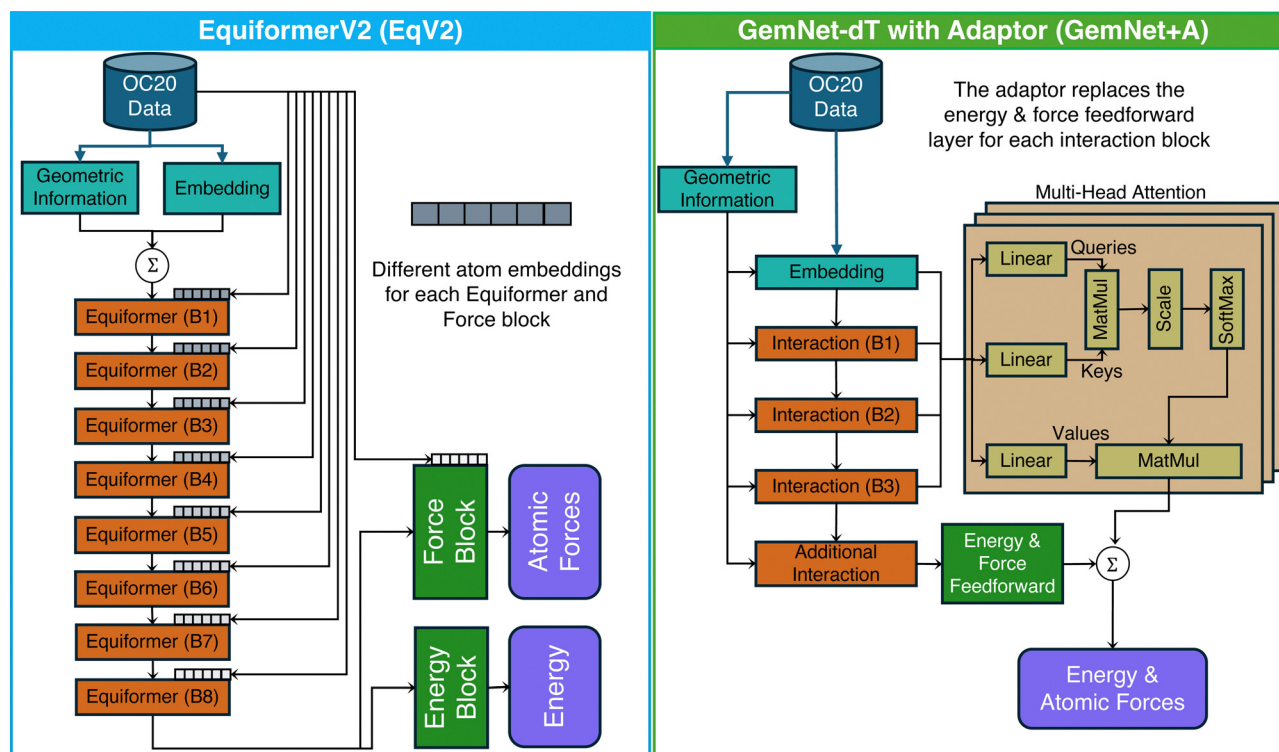 EquiformerV2 (EqV2)
OC20
Data
Geometric
Information
Embedding
Σ
Different atom embeddings
for each Equiformer and
Force block
Equiformer (B1)
Equiformer (B2)
Equiformer (B3)
Equiformer (B4)
Equiformer (B5)
Equiformer (B6)
Equiformer (B7)
Equiformer (B8)
Force
Block
Atomic
Forces
Energy
Block
Energy
GemNet-dT with Adaptor (GemNet+A)
OC20
Data
The adaptor replaces the
energy & force feedforward
layer for each interaction block
Geometric
Information
Embedding
Interaction (B1)
Interaction (B2)
Interaction (B3)
Additional
Interaction
Multi-Head Attention
Linear
Queries
MatMul
Scale
SoftMax
Linear
Keys
Values
Linear
MatMul
Energy &
Force
Feedforward
Σ
Energy &
Atomic Forces